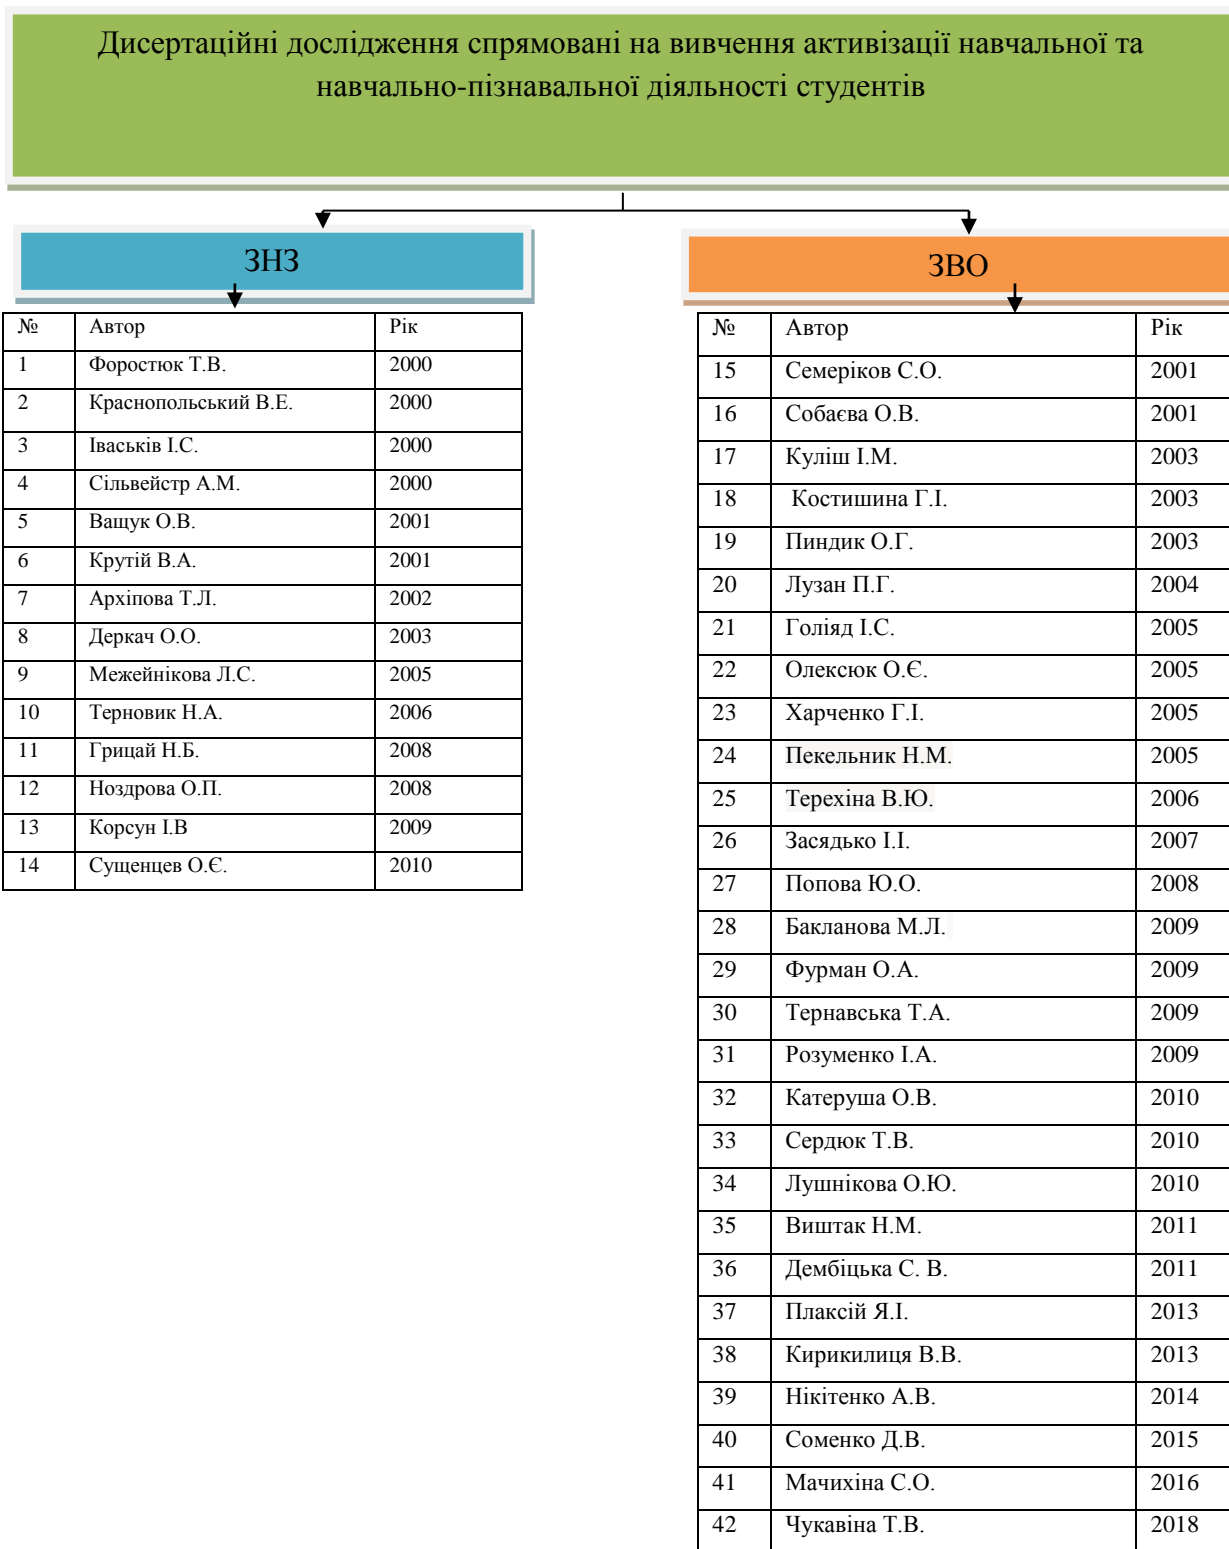 Дисертаційні дослідження спрямовані на вивчення активізації навчальної та
навчально-пізнавальної діяльності студентів
ЗНЗ
№ Автор Рік
1 Форостюк Т.В. 2000
2 Краснопольський В.Е. 2000
3 Іваськів І.С. 2000
4 Сільвейстр А.М. 2000
5 Ващук О.В. 2001
6 Крутій В.А. 2001
7 Архіпова Т.Л. 2002
8 Деркач О.О. 2003
9 Межейнікова Л.С. 2005
10 Терновик Н.А. 2006
11 Грицай Н.Б. 2008
12 Ноздрова О.П. 2008
13 Корсун І.В 2009
14 Сущенцев О.Є. 2010
ЗВО
№ Автор Рік
15 Семеріков С.О. 2001
16 Собаєва О.В. 2001
17 Куліш І.М. 2003
18 Костишина Г.І. 2003
19 Пиндик О.Г. 2003
20 Лузан П.Г. 2004
21 Голіяд І.С. 2005
22 Олексюк О.Є. 2005
23 Харченко Г.І. 2005
24 Пекельник Н.М. 2005
25 Терехіна В.Ю. 2006
26 Засядько І.І. 2007
27 Попова Ю.О. 2008
28 Бакланова М.Л. 2009
29 Фурман О.А. 2009
30 Тернавська Т.А. 2009
31 Розуменко І.А. 2009
32 Катеруша О.В. 2010
33 Сердюк Т.В. 2010
34 Лушнікова О.Ю. 2010
35 Виштак Н.М. 2011
36 Дембіцька С. В. 2011
37 Плаксій Я.І. 2013
38 Кирикилиця В.В. 2013
39 Нікітенко А.В. 2014
40 Соменко Д.В. 2015
41 Мачихіна С.О. 2016
42 Чукавіна Т.В. 2018